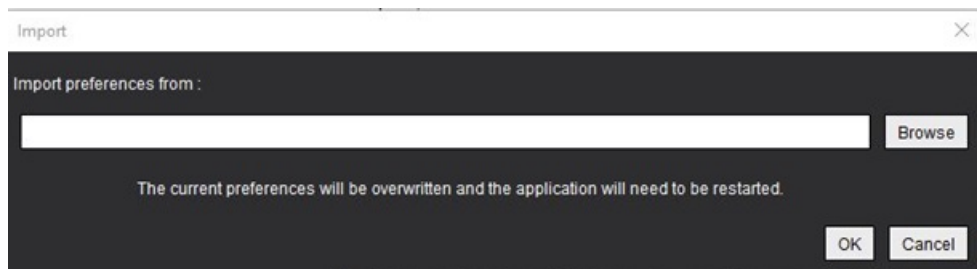 Import
Import preferences from :
Browse
The current preferences will be overwritten and the application will need to be restarted.
OK
Cancel